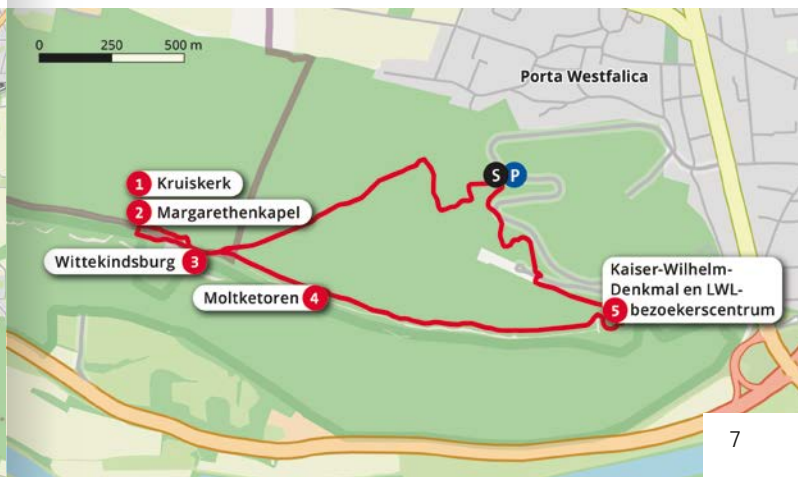 0 250 500 m
Porta Westfalica
S P
1 Kruiskerk
2 Margarethenkapel
Wittekindsburg 3
Moltketoren 4
Kaiser-Wilhelm-
Denkmal en LWL-
5 bezoekerscentrum
7